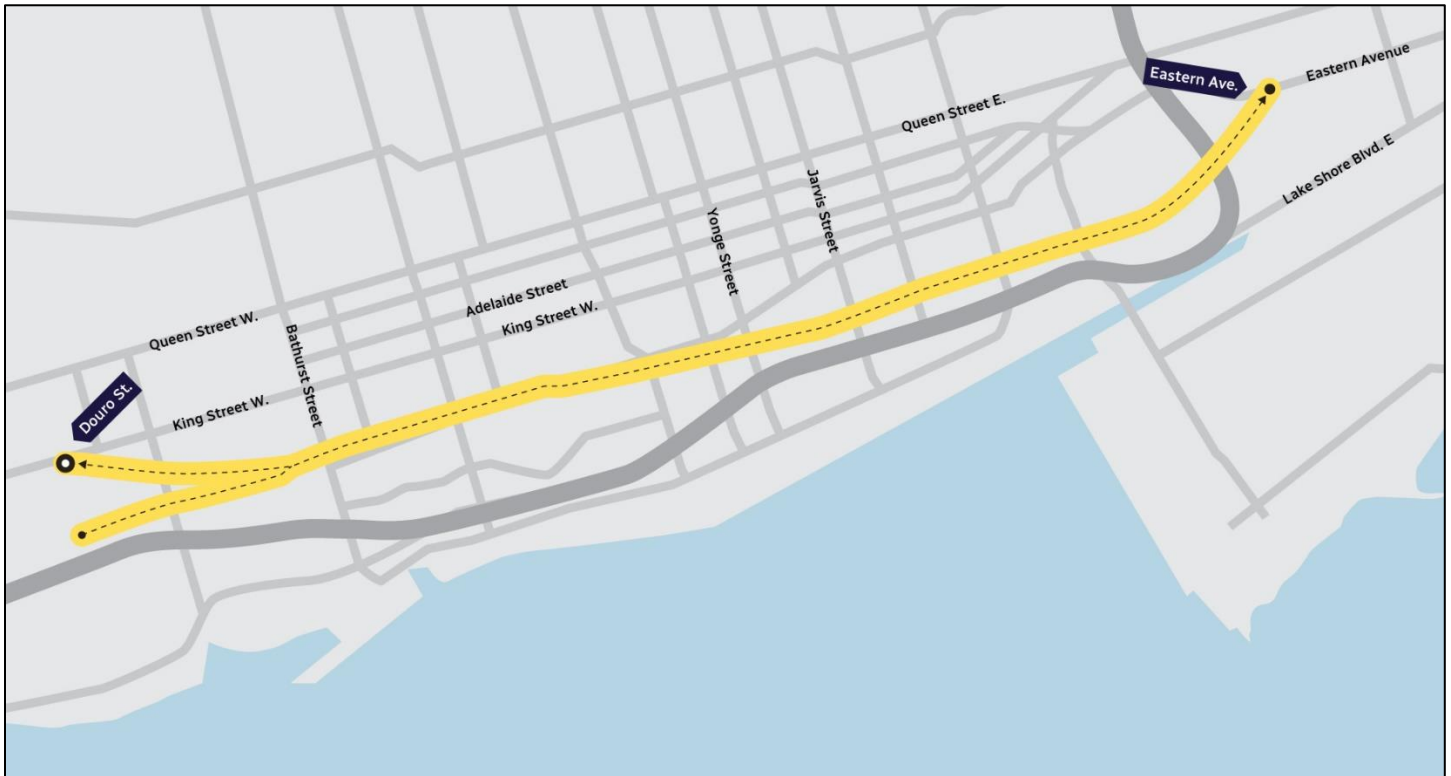 Eastern Ave.
Eastern Avenue
Queen Street E.
Lake Shore Blvd. E
Jarvis Street
Yonge Street
Adelaide Street
King Street W.
Queen Street W.
Bathurst Street
Douro St.
King Street W.